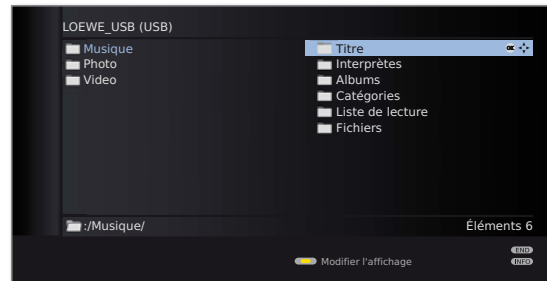 LOEWE_USB (USB)
Musique
Photo
Video
Titre OK
Interprètes
Albums
Catégories
Liste de lecture
Fichiers
:/Musique/
Éléments 6
Modifier l'affichage
END
INFO